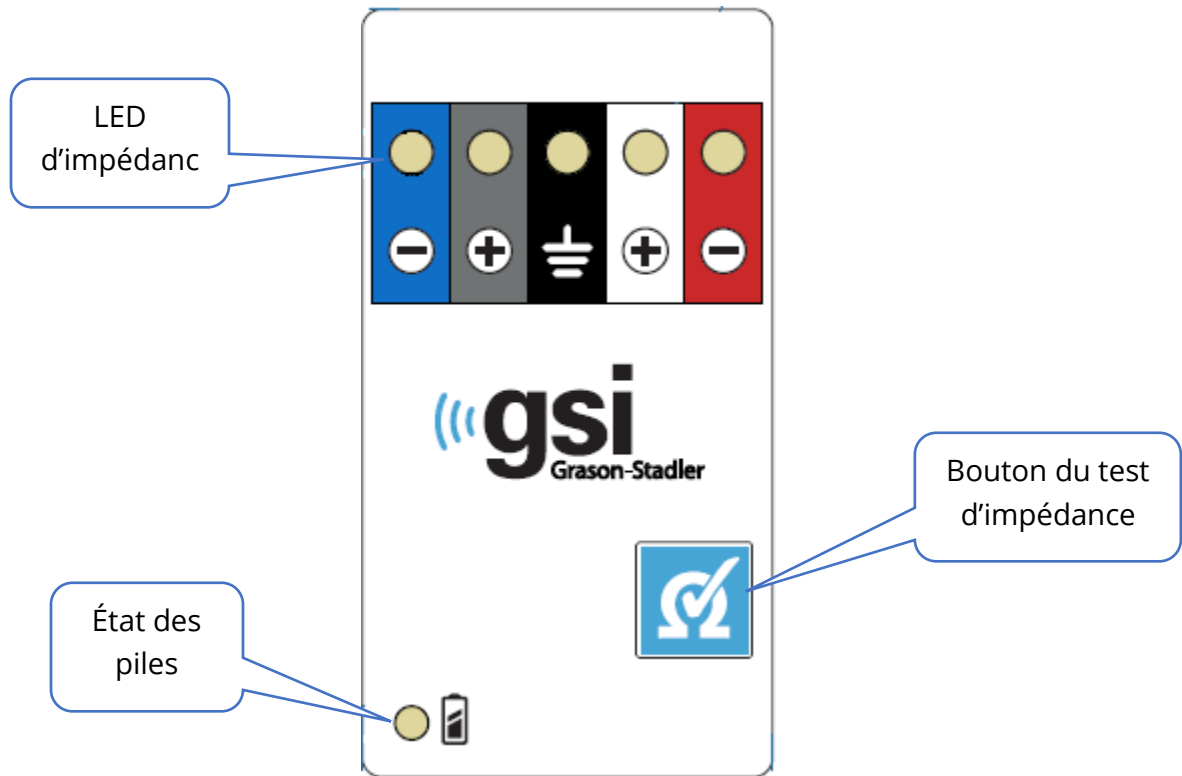 LED
d’impédanc
gsi
Grason-Stadler
Bouton du test
d’impédance
État des
piles